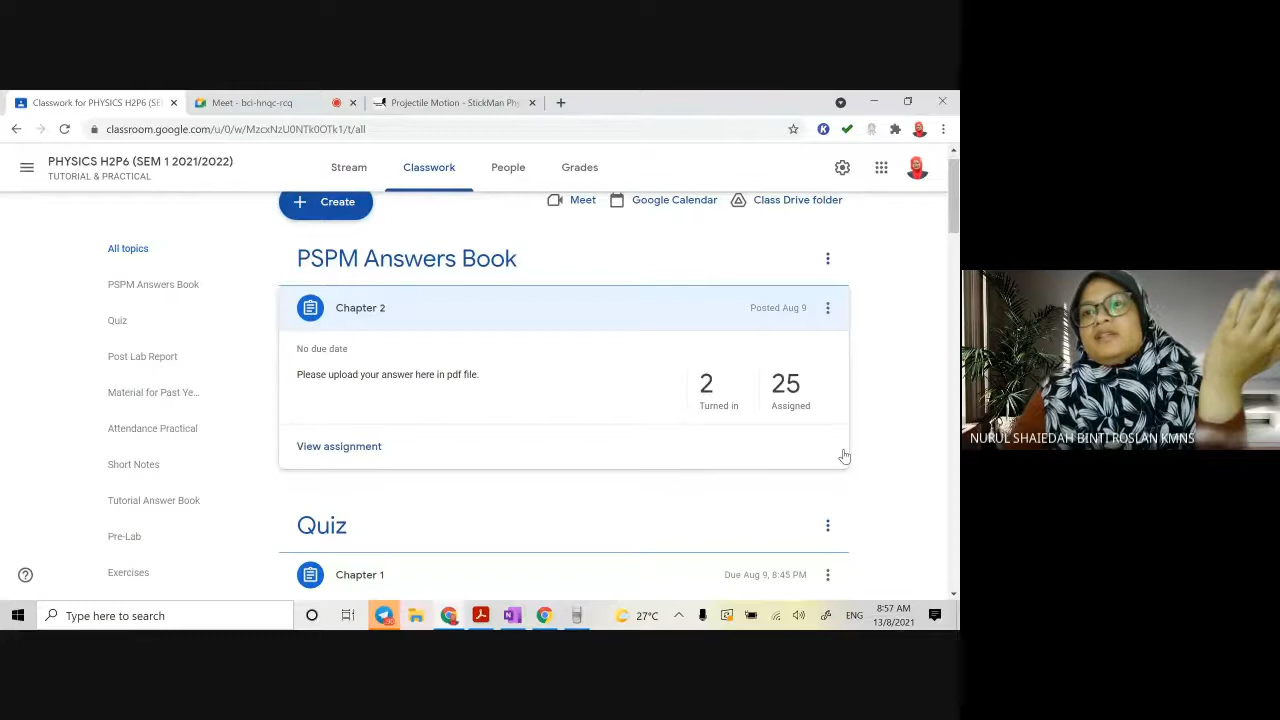 Classwork for PHYSICS H2P6 (SE
Meet - bci-hnqc-rcq
Projectile Motion - StickMan Phy
classroom.google.com/u/0/w/MzcxNzU0NTk0OTk1/t/all
PHYSICS H2P6 (SEM 1 2021/2022)
TUTORIAL & PRACTICAL
Stream
Classwork
People
Grades
Create
Meet
Google Calendar
Class Drive folder
All topics
PSPM Answers Book
Quiz
Post Lab Report
Material for Past Ye...
Attendance Practical
Short Notes
Tutorial Answer Book
Pre-Lab
Exercises
PSPM Answers Book
Chapter 2
Posted Aug 9
No due date
Please upload your answer here in pdf file.
2
Turned in
25
Assigned
View assignment
Quiz
Chapter 1
Due Aug 9, 8:45 PM
NURUL SHAIEDAH BINTI ROSLAN KMNS
Type here to search
27°C
ENG
8:57 AM
13/8/2021